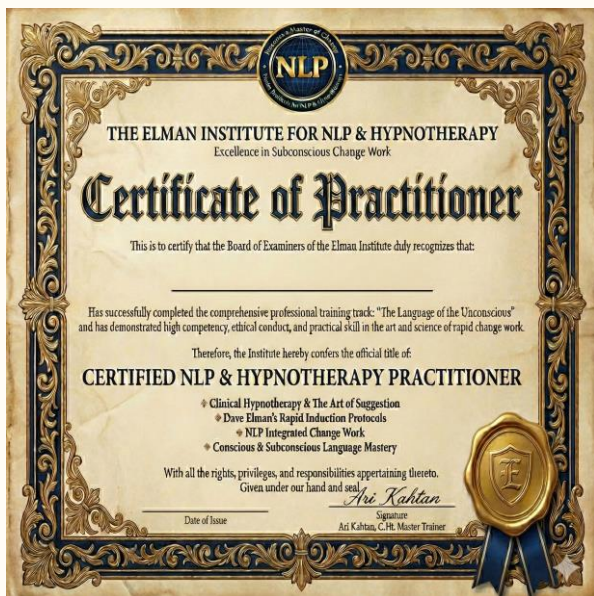 NLP
THE ELMAN INSTITUTE FOR NLP & HYPNOTHERAPY
Excellence in Subconscious Change Work
Certificate of Practitioner
This is to certify that the Board of Examiners of the Elman Institute duly recognizes that:
Has successfully completed the comprehensive professional training track: "The Language of the Unconscious"
and has demonstrated high competency, ethical conduct, and practical skill in the art and science of rapid change work.
Therefore, the Institute hereby confers the official title of:
CERTIFIED NLP & HYPNOTHERAPY PRACTITIONER
Clinical Hypnotherapy & The Art of Suggestion
Dave Elman's Rapid Induction Protocols
NLP Integrated Change Work
Conscious & Subconscious Language Mastery
With all the rights, privileges, and responsibilities appertaining thereto.
Given under our hand and seal
Ari Kahtan
Date of Issue
Signature
Ari Kahtan, C.Ht. Master Trainer
E